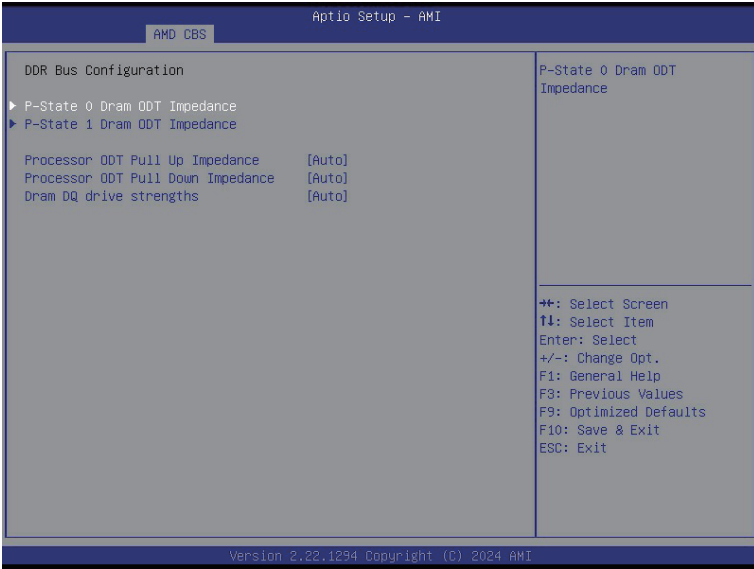 Aptio Setup – AMI
AMD CBS
DDR Bus Configuration
P-State 0 Dram ODT Impedance
P-State 1 Dram ODT Impedance
Processor ODT Pull Up Impedance [Auto]
Processor ODT Pull Down Impedance [Auto]
Dram DQ drive strengths [Auto]
P-State 0 Dram ODT
Impedance
→←: Select Screen
↑↓: Select Item
Enter: Select
+/-: Change Opt.
F1: General Help
F3: Previous Values
F9: Optimized Defaults
F10: Save & Exit
ESC: Exit
Version 2.22.1294 Copyright (C) 2024 AMI